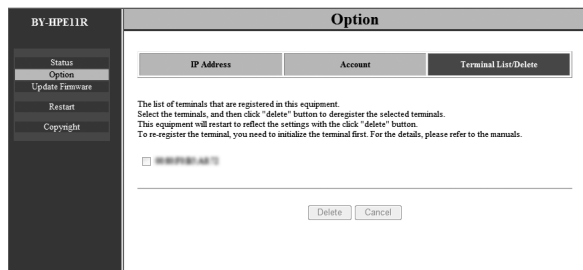 BY-HPE11R
Option
Status
Option
Update Firmware
Restart
Copyright
IP Address
Account
Terminal List/Delete
The list of terminals that are registered in this equipment.
Select the terminals, and then click "delete" button to deregister the selected terminals.
This equipment will restart to reflect the settings with the click "delete" button.
To re-register the terminal, you need to initialize the terminal first. For the details, please refer to the manuals.
Delete
Cancel